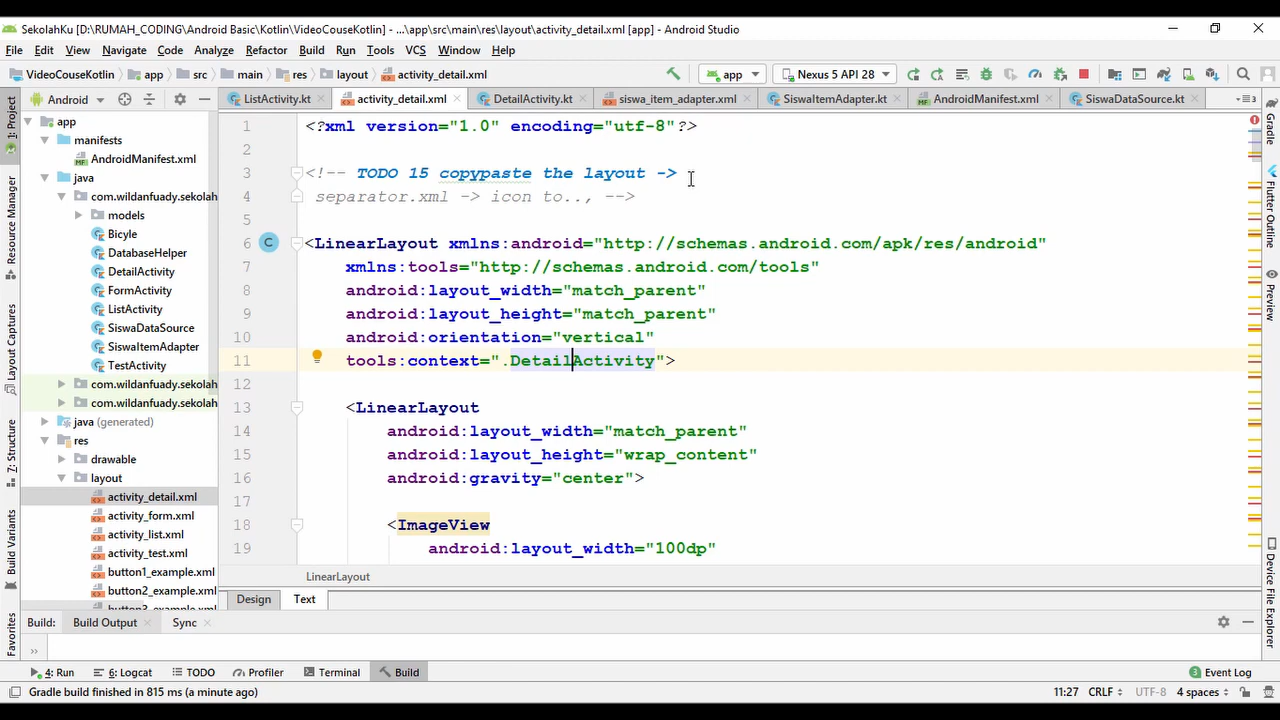 SekolahKu [D:\RUMAH_CODING\Android Basic\Kotlin\VideoCouseKotlin] - ...\app\src\main\res\layout\activity_detail.xml [app] - Android Studio
File Edit View Navigate Code Analyze Refactor Build Run Tools VCS Window Help
VideoCouseKotlin app src main res layout activity_detail.xml app Nexus 5 API 28
Android ListActivity.kt activity_detail.xml DetailActivity.kt siswa_item_adapter.xml SiswaItemAdapter.kt AndroidManifest.xml SiswaDataSource.kt
1: Project
Resource Manager
Layout Captures
Z: Structure
Build Variants
Favorites
app
manifests
AndroidManifest.xml
java
com.wildanfuady.sekolah
models
Bicyle
DatabaseHelper
DetailActivity
FormActivity
ListActivity
SiswaDataSource
SiswaItemAdapter
TestActivity
com.wildanfuady.sekolah
com.wildanfuady.sekolah
java (generated)
res
drawable
layout
activity_detail.xml
activity_form.xml
activity_list.xml
activity_test.xml
button1_example.xml
button2_example.xml
button3_example.xml
1 <?xml version="1.0" encoding="utf-8"?>
2
3 <!-- TODO 15 copypaste the layout ->
4 separator.xml -> icon to.., -->
5
6 <LinearLayout xmlns:android="http://schemas.android.com/apk/res/android"
7 xmlns:tools="http://schemas.android.com/tools"
8 android:layout_width="match_parent"
9 android:layout_height="match_parent"
10 android:orientation="vertical"
11 tools:context=".DetailActivity">
12
13 <LinearLayout
14 android:layout_width="match_parent"
15 android:layout_height="wrap_content"
16 android:gravity="center">
17
18 <ImageView
19 android:layout_width="100dp"
LinearLayout
Design Text
Gradle
Flutter Outline
Preview
Device File Explorer
Build: Build Output Sync
4: Run 6: Logcat TODO Profiler Terminal Build Event Log
Gradle build finished in 815 ms (a minute ago) 11:27 CRLF UTF-8 4 spaces